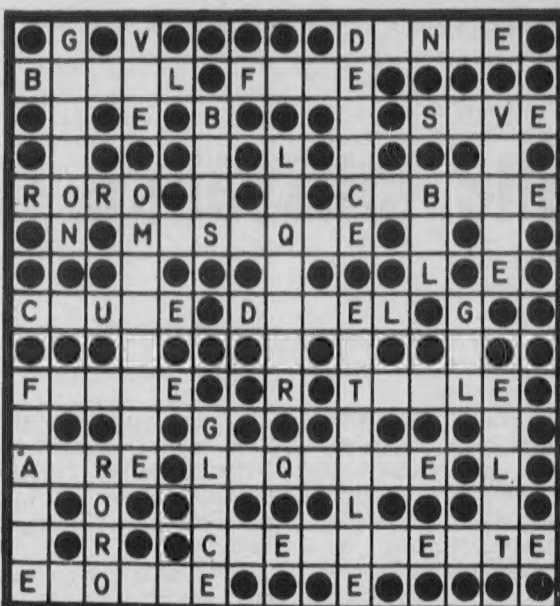 G V D N E
B L F E
E B S V E
L
R O R O C B E
N M S Q E
L E
C U E D E L G
F E R T L E
G
A R E L Q E L
O L
R C E E T E
E O E E